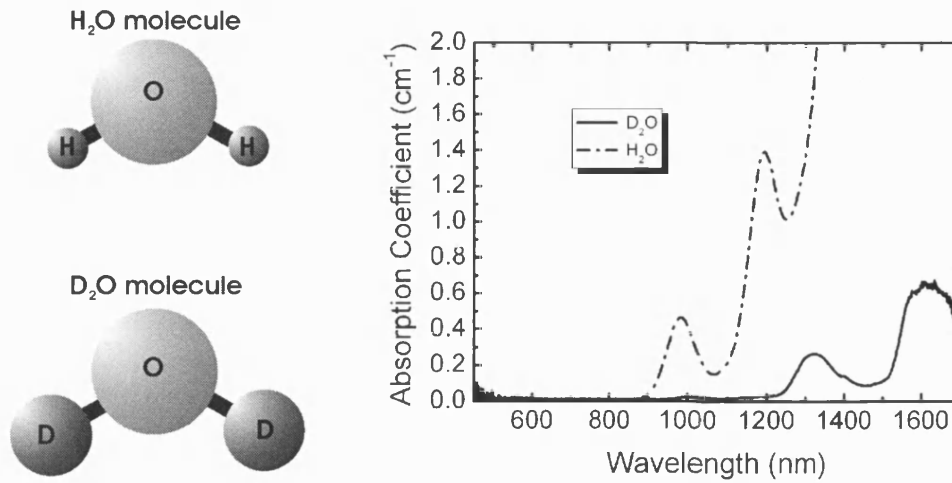 H₂O molecule
O
H H
D₂O molecule
O
D D
Absorption Coefficient (cm⁻¹)
2.0
1.8
1.6
1.4
1.2
1.0
0.8
0.6
0.4
0.2
0.0
D₂O
H₂O
600 800 1000 1200 1400 1600
Wavelength (nm)